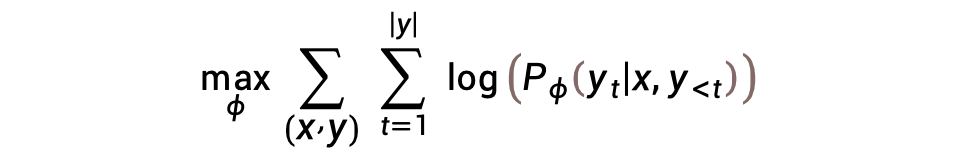 max_ϕ ∑_{(x,y)} ∑_{t=1}^{|y|} log(P_ϕ(y_t|x, y_{<t}))